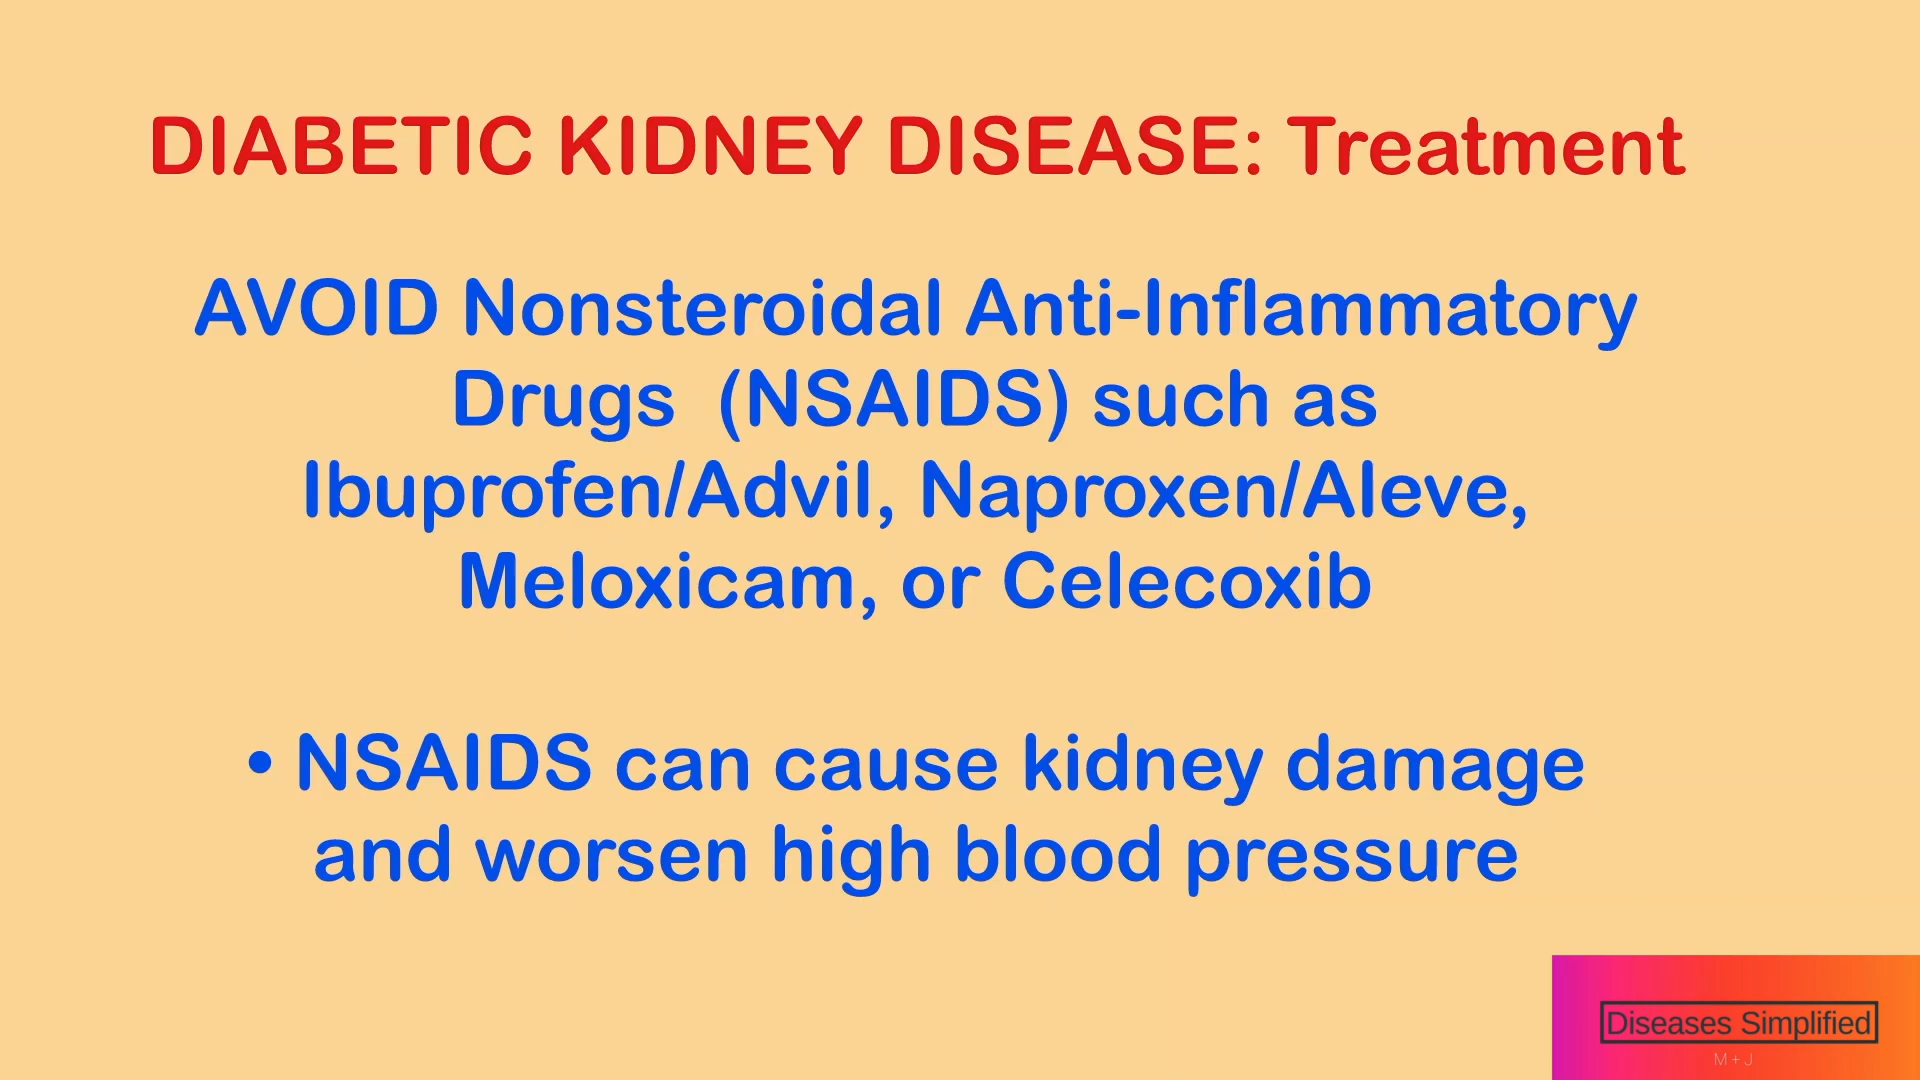 DIABETIC KIDNEY DISEASE: Treatment
AVOID Nonsteroidal Anti-Inflammatory
Drugs  (NSAIDS) such as
Ibuprofen/Advil, Naproxen/Aleve,
Meloxicam, or Celecoxib
• NSAIDS can cause kidney damage
and worsen high blood pressure
Diseases Simplified
M + J